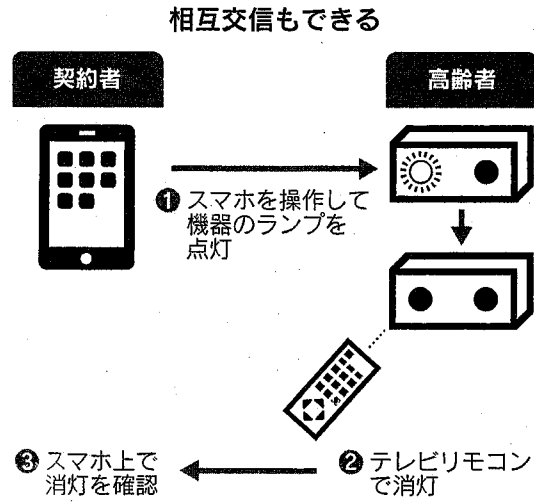 相互交信もできる
契約者
高齢者
❶スマホを操作して
機器のランプを
点灯
❷テレビリモコン
で消灯
❸スマホ上で
消灯を確認